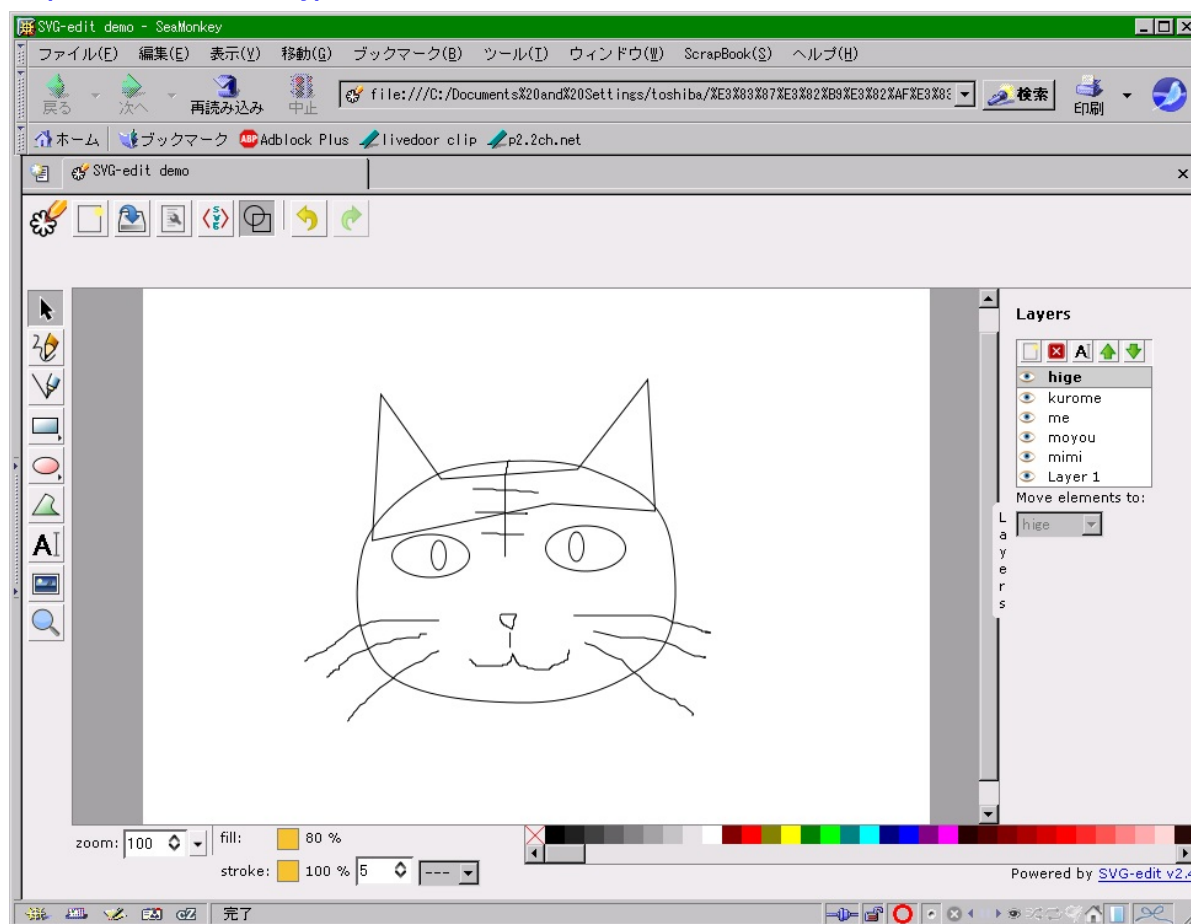 SVG-edit demo - SeaMonkey
ファイル(F) 編集(E) 表示(V) 移動(G) ブックマーク(B) ツール(T) ウィンドウ(W) ScrapBook(S) ヘルプ(H)
戻る 次へ 再読み込み 中止 file:///C:/Documents%20and%20Settings/toshiba/%E3%83%87%E3%82%B9%E3%82%AF%E3%83 検索 印刷
ホーム ブックマーク ABP Adblock Plus livedoor clip p2.2ch.net
SVG-edit demo
Layers
hige
kurome
me
moyou
mimi
Layer 1
Move elements to:
hige
Layers
zoom: 100 fill: 80 %
stroke: 100 % 5 ---
Powered by SVG-edit v2.4
完了